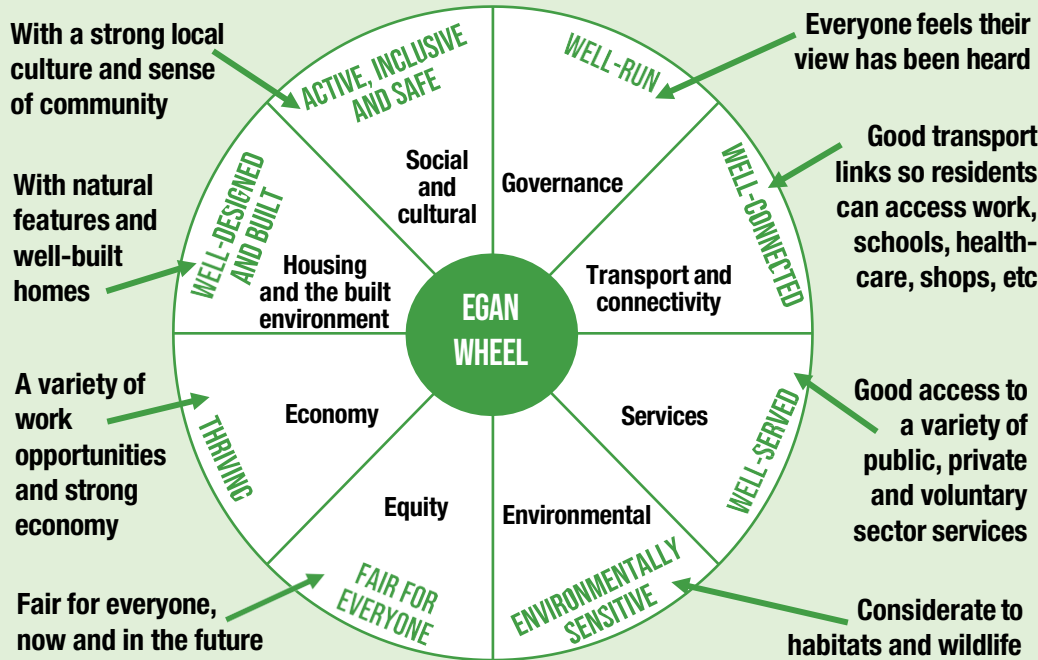 With a strong local
culture and sense
of community
ACTIVE, INCLUSIVE
AND SAFE
Social
and
cultural
WELL-RUN
Governance
Everyone feels their
view has been heard
WELL-CONNECTED
Transport and
connectivity
Good transport
links so residents
can access work,
schools, health-
care, shops, etc
With natural
features and
well-built
homes
WELL-DESIGNED
AND BUILT
Housing
and the built
environment
EGAN
WHEEL
A variety of
work
opportunities
and strong
economy
THRIVING
Economy
Services
WELL-SERVED
Good access to
a variety of
public, private
and voluntary
sector services
Fair for everyone,
now and in the future
FAIR FOR
EVERYONE
Equity
Environmental
ENVIRONMENTALLY
SENSITIVE
Considerate to
habitats and wildlife